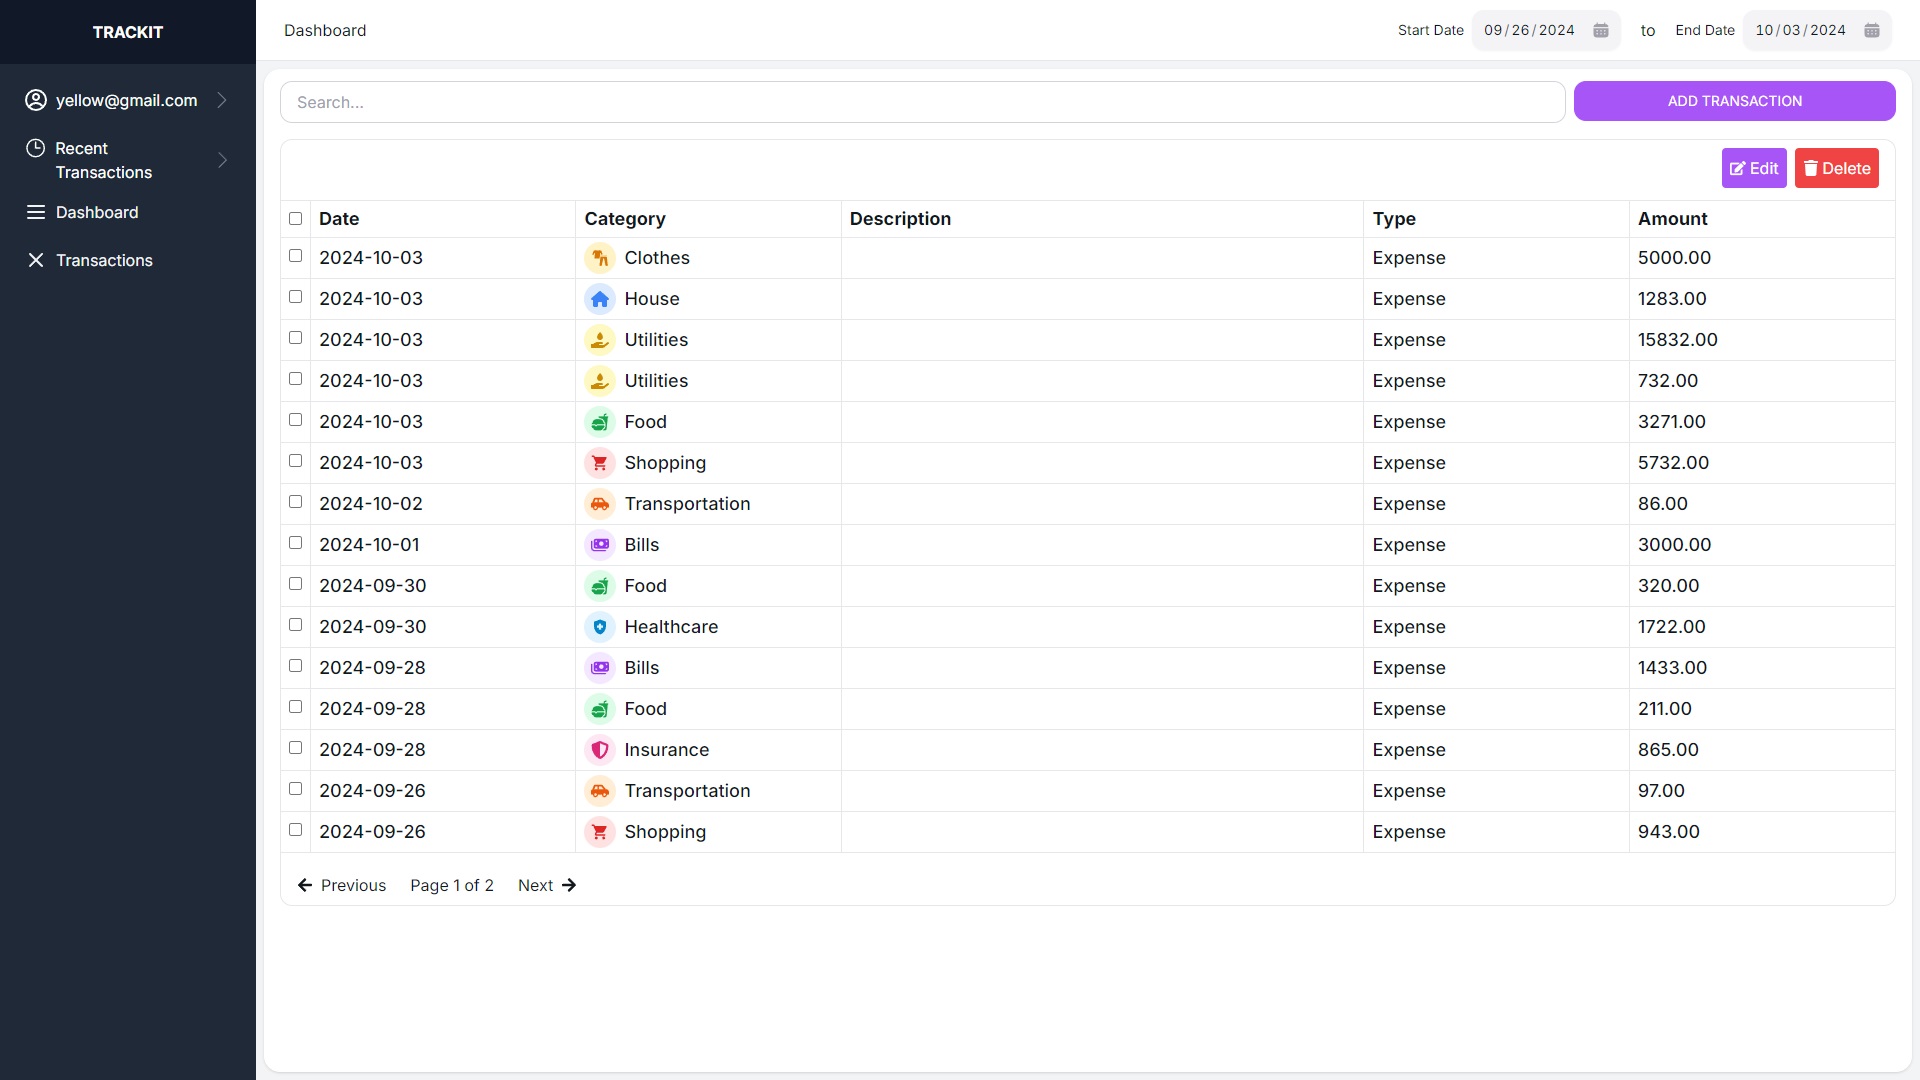 TRACKIT
Dashboard
Start Date 09/26/2024 to End Date 10/03/2024
yellow@gmail.com
Recent
Transactions
Dashboard
Transactions
Search...
ADD TRANSACTION
Edit Delete
Date Category Description Type Amount
2024-10-03 Clothes Expense 5000.00
2024-10-03 House Expense 1283.00
2024-10-03 Utilities Expense 15832.00
2024-10-03 Utilities Expense 732.00
2024-10-03 Food Expense 3271.00
2024-10-03 Shopping Expense 5732.00
2024-10-02 Transportation Expense 86.00
2024-10-01 Bills Expense 3000.00
2024-09-30 Food Expense 320.00
2024-09-30 Healthcare Expense 1722.00
2024-09-28 Bills Expense 1433.00
2024-09-28 Food Expense 211.00
2024-09-28 Insurance Expense 865.00
2024-09-26 Transportation Expense 97.00
2024-09-26 Shopping Expense 943.00
Previous Page 1 of 2 Next